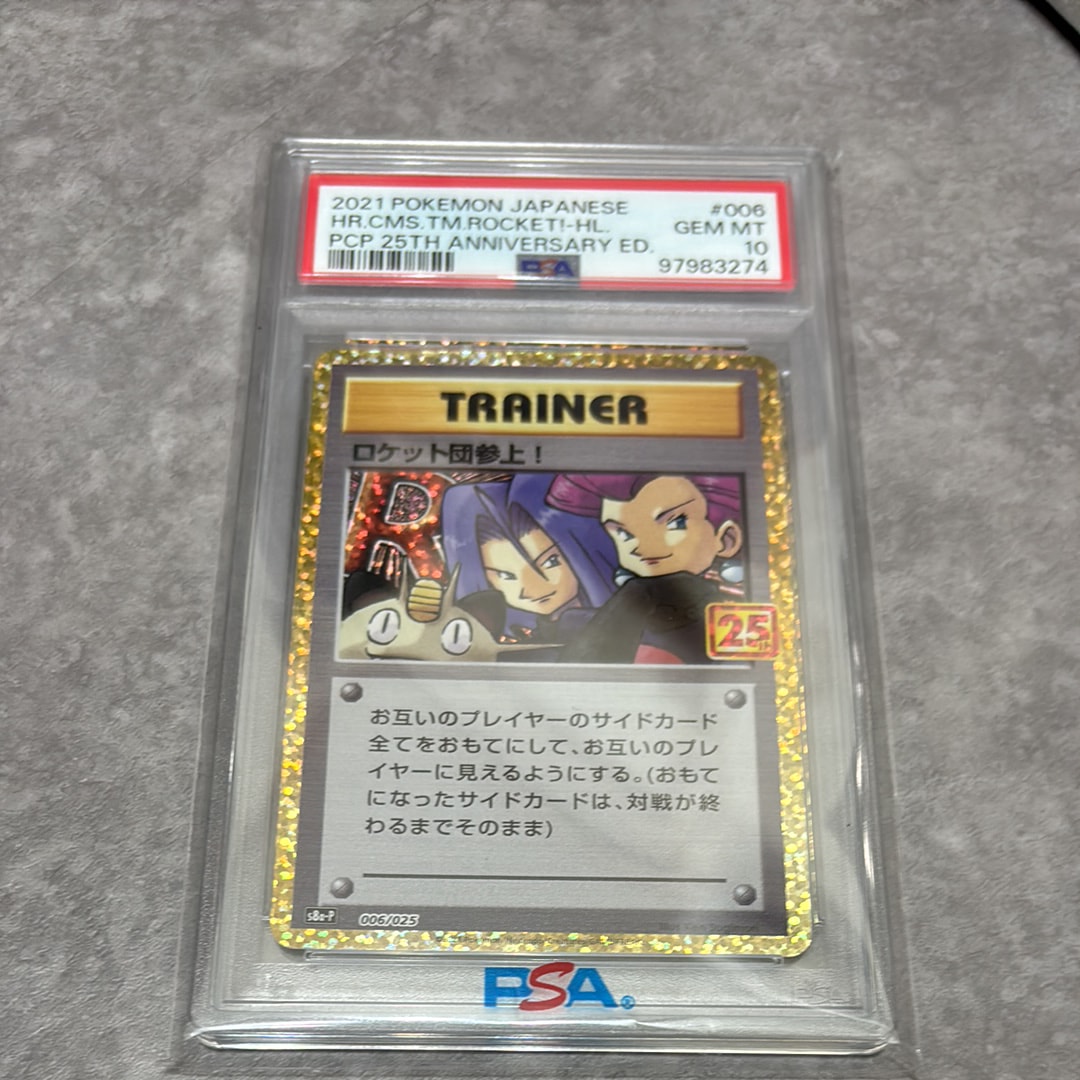 2021 POKEMON JAPANESE #006
HR.CMS.TM.ROCKET!-HL. GEM MT
PCP 25TH ANNIVERSARY ED. 10
PSA 97983274
TRAINER
ロケット団参上!
R
25th
お互いのプレイヤーのサイドカード
全てをおもてにして、お互いのプレ
イヤーに見えるようにする。(おもて
になったサイドカードは、対戦が終
わるまでそのまま)
s8a-P 006/025
PSA®